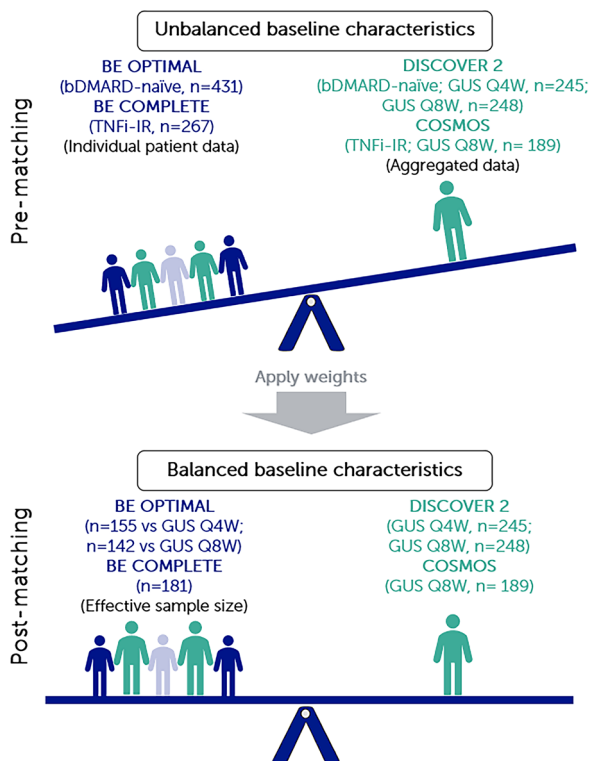 Unbalanced baseline characteristics
Pre-matching
BE OPTIMAL
(bDMARD-naïve, n=431)
BE COMPLETE
(TNFi-IR, n=267)
(Individual patient data)
DISCOVER 2
(bDMARD-naïve; GUS Q4W, n=245;
GUS Q8W, n=248)
COSMOS
(TNFi-IR; GUS Q8W, n= 189)
(Aggregated data)
Apply weights
Balanced baseline characteristics
Post-matching
BE OPTIMAL
(n=155 vs GUS Q4W;
n=142 vs GUS Q8W)
BE COMPLETE
(n=181)
(Effective sample size)
DISCOVER 2
(GUS Q4W, n=245;
GUS Q8W, n=248)
COSMOS
(GUS Q8W, n= 189)